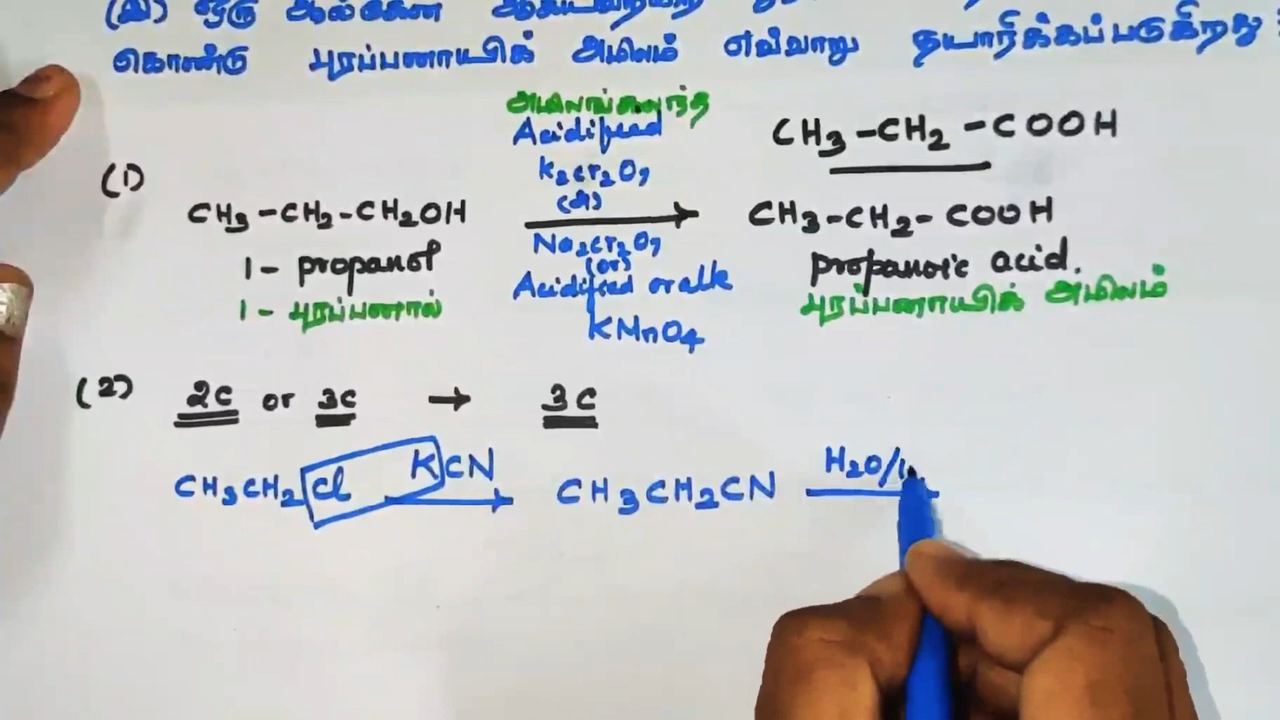 ஒரு
கொண்டு புரப்பனாயிக் அமிலம் எவ்வாறு தயாரிக்கப்படுகிறது
(1)
அமிலங்கலந்த
Acidified
K₂Cr₂O₇
(or)
CH₃-CH₂-CH₂OH
Na₂Cr₂O₇
(or)
Acidified or alk
KMnO₄
1- propanol
1- புரப்பனால்
CH₃-CH₂-COOH
CH₃-CH₂-COOH
propanoic acid.
புரப்பனாயிக் அமிலம்
(2) 2C or 3C → 3C
CH₃CH₂Cl KCN → CH₃CH₂CN H₂O/